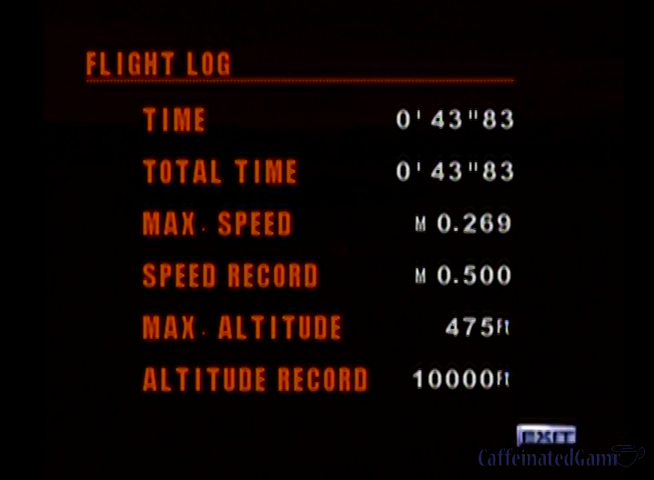 FLIGHT LOG
TIME 0'43"83
TOTAL TIME 0'43"83
MAX. SPEED M 0.269
SPEED RECORD M 0.500
MAX. ALTITUDE 475Ft
ALTITUDE RECORD 10000Ft
EXIT